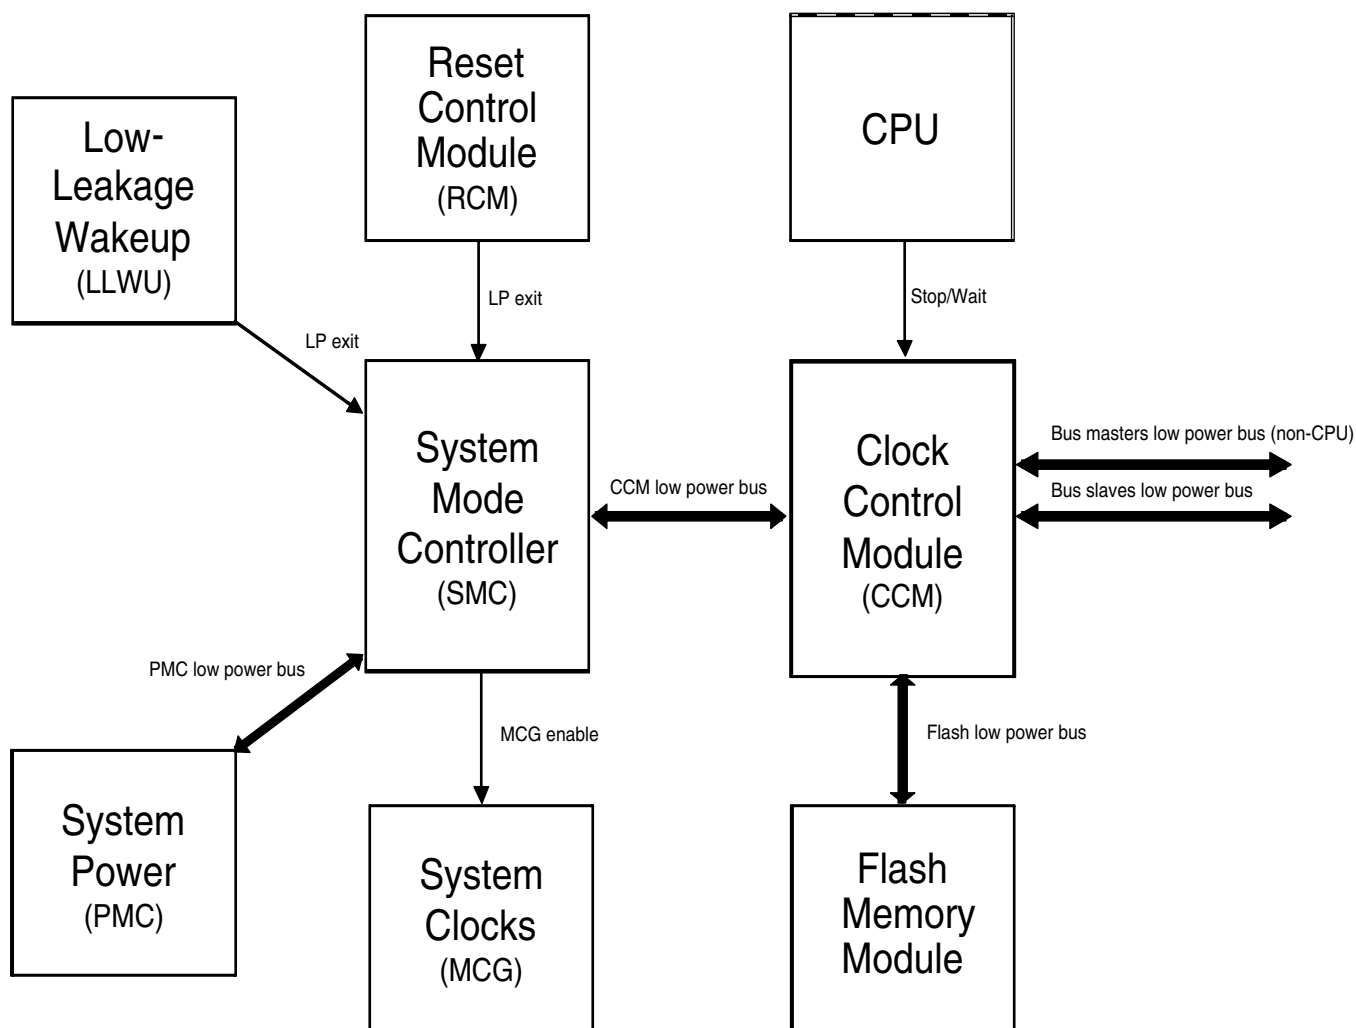 Reset
Control
Module
(RCM)
CPU
Low-
Leakage
Wakeup
(LLWU)
LP exit
Stop/Wait
LP exit
System
Mode
Controller
(SMC)
CCM low power bus
Clock
Control
Module
(CCM)
Bus masters low power bus (non-CPU)
Bus slaves low power bus
PMC low power bus
MCG enable
Flash low power bus
System
Power
(PMC)
System
Clocks
(MCG)
Flash
Memory
Module